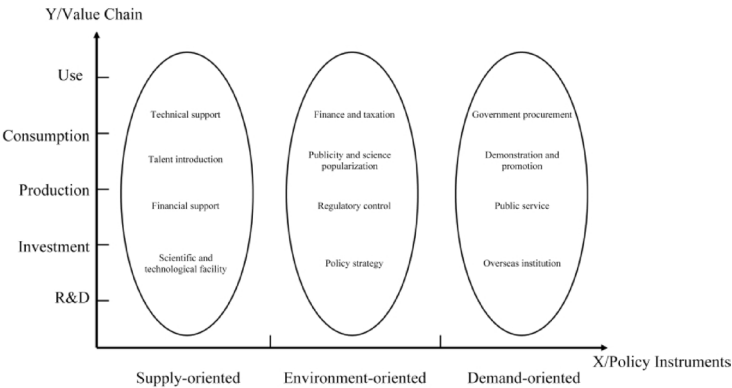 Y/Value Chain
Use
Consumption
Production
Investment
R&D
Technical support
Talent introduction
Financial support
Scientific and
technological facility
Finance and taxation
Publicity and science
popularization
Regulatory control
Policy strategy
Government procurement
Demonstration and
promotion
Public service
Overseas institution
X/Policy Instruments
Supply-oriented
Environment-oriented
Demand-oriented